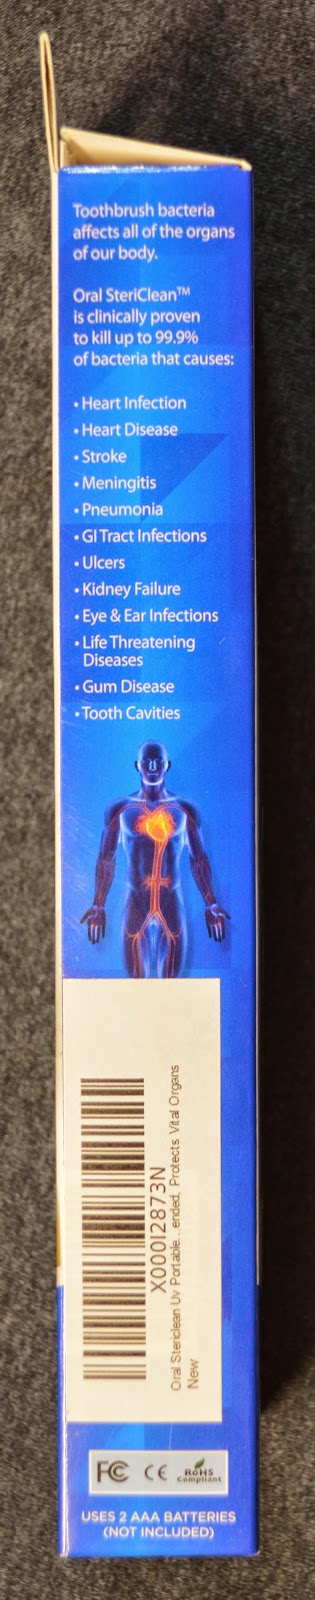 Toothbrush bacteria
affects all of the organs
of our body.
Oral SteriClean™
is clinically proven
to kill up to 99.9%
of bacteria that causes:
• Heart Infection
• Heart Disease
• Stroke
• Meningitis
• Pneumonia
• GI Tract Infections
• Ulcers
• Kidney Failure
• Eye & Ear Infections
• Life Threatening
Diseases
• Gum Disease
• Tooth Cavities
X000I2873N
Oral Stericlean Uv Portable...ended, Protects Vital Organs
New
FC CE RoHS
Compliant
USES 2 AAA BATTERIES
(NOT INCLUDED)